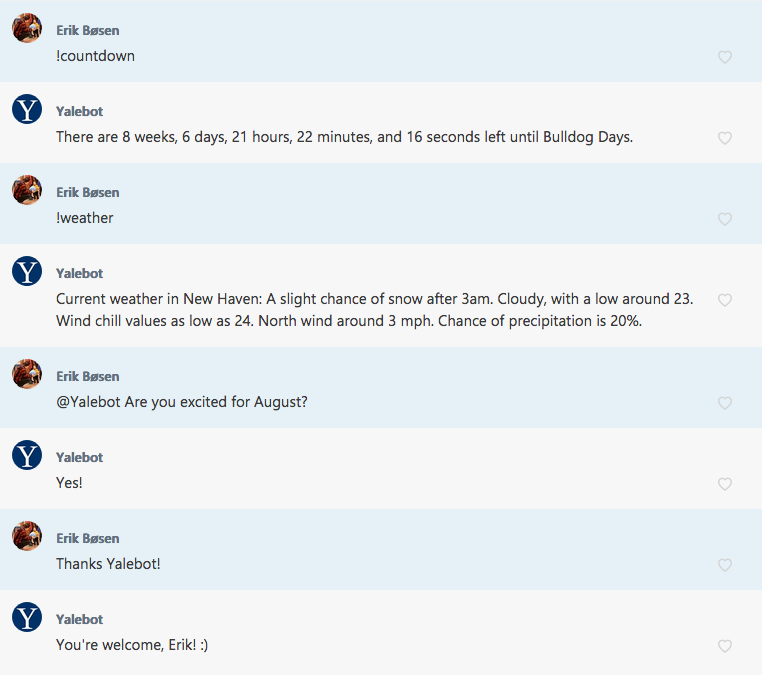 Erik Bøsen
!countdown
Y
Yalebot
There are 8 weeks, 6 days, 21 hours, 22 minutes, and 16 seconds left until Bulldog Days.
Erik Bøsen
!weather
Y
Yalebot
Current weather in New Haven: A slight chance of snow after 3am. Cloudy, with a low around 23.
Wind chill values as low as 24. North wind around 3 mph. Chance of precipitation is 20%.
Erik Bøsen
@Yalebot Are you excited for August?
Y
Yalebot
Yes!
Erik Bøsen
Thanks Yalebot!
Y
Yalebot
You're welcome, Erik! :)